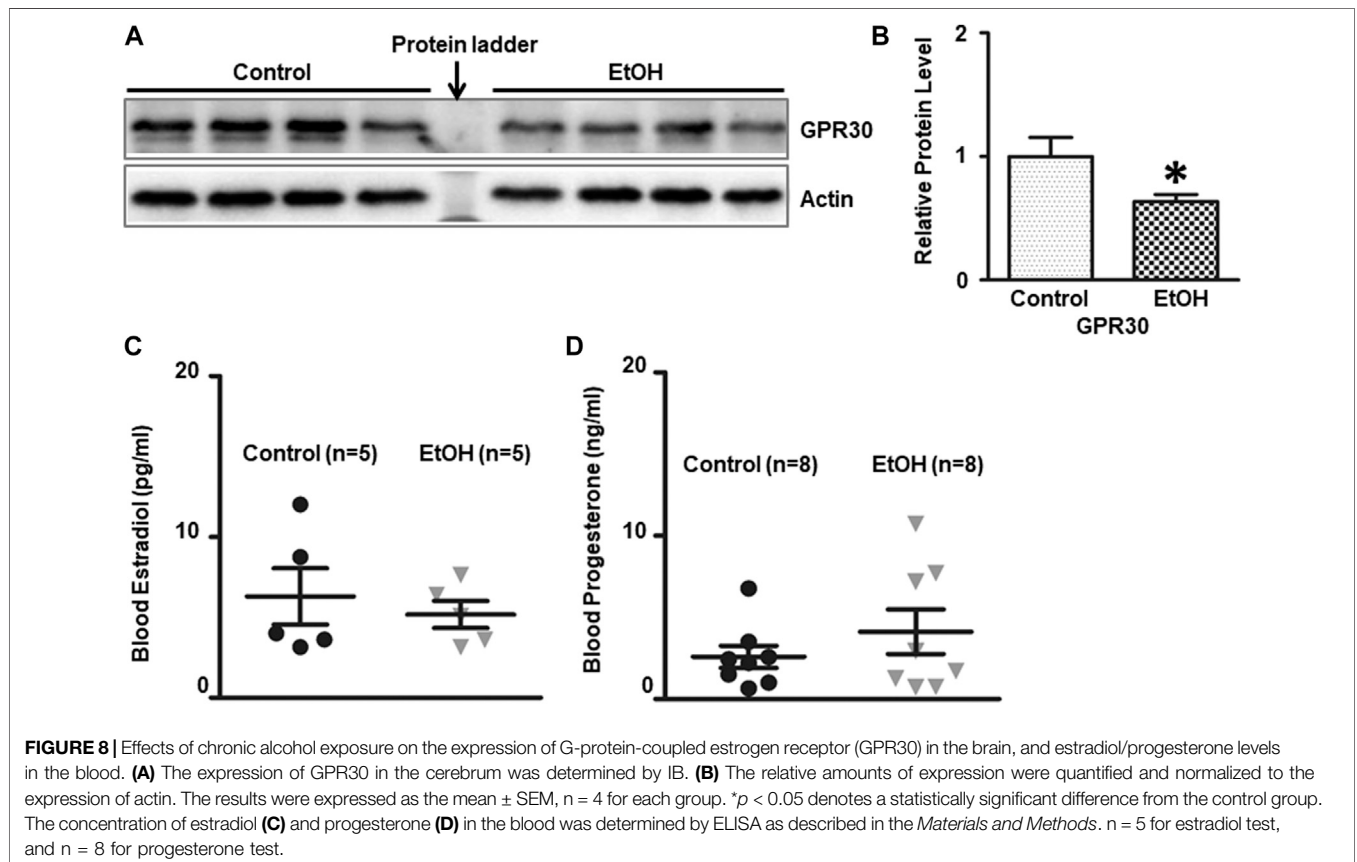 A
Protein ladder
Control
EtOH
GPR30
Actin
B
Relative Protein Level
2
1
0
*
Control
EtOH
GPR30
C
Blood Estradiol (pg/ml)
20
10
0
Control (n=5)
EtOH (n=5)
D
Blood Progesterone (ng/ml)
20
10
0
Control (n=8)
EtOH (n=8)
FIGURE 8 | Effects of chronic alcohol exposure on the expression of G-protein-coupled estrogen receptor (GPR30) in the brain, and estradiol/progesterone levels
in the blood. (A) The expression of GPR30 in the cerebrum was determined by IB. (B) The relative amounts of expression were quantified and normalized to the
expression of actin. The results were expressed as the mean ± SEM, n = 4 for each group. *p < 0.05 denotes a statistically significant difference from the control group.
The concentration of estradiol (C) and progesterone (D) in the blood was determined by ELISA as described in the Materials and Methods. n = 5 for estradiol test,
and n = 8 for progesterone test.